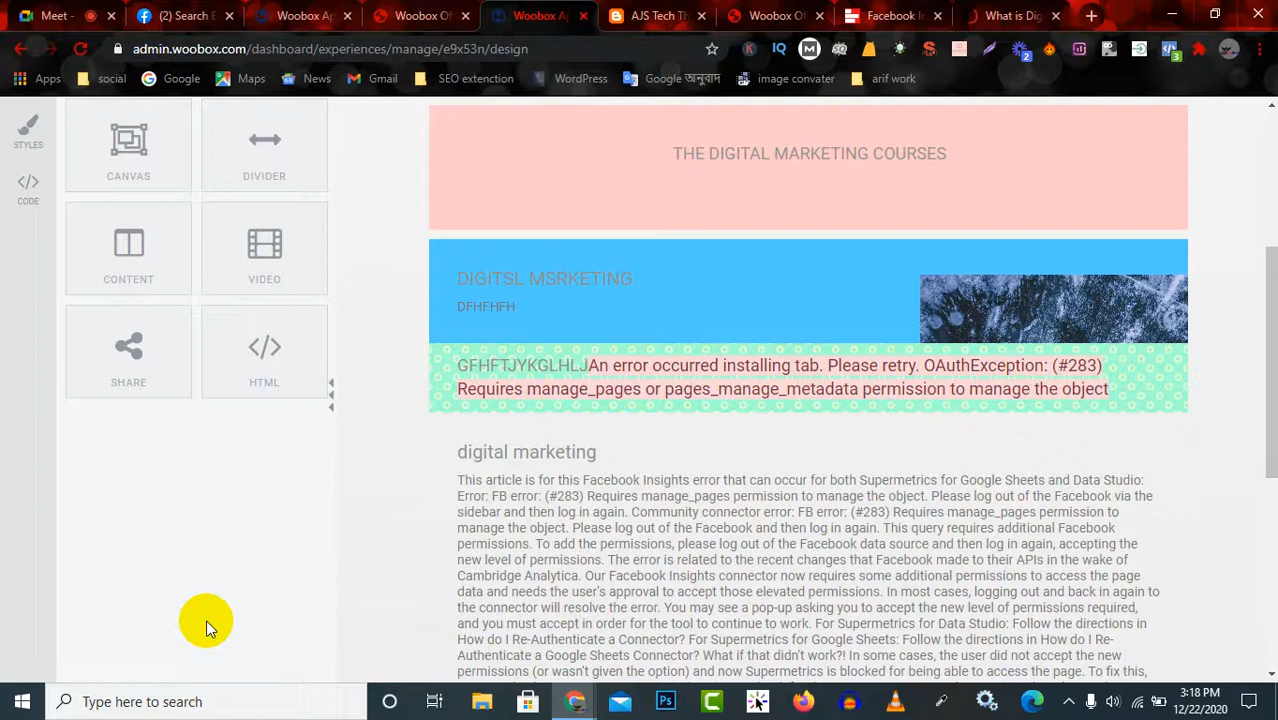 Meet -
(2) Search E
Woobox Ap
Woobox Of
Woobox Ap
AJS Tech Th
Woobox Of
Facebook In
What is Dig
admin.woobox.com/dashboard/experiences/manage/e9x53n/design
Apps
social
Google
Maps
News
Gmail
SEO extenction
WordPress
Google অনুবাদ
image convater
arif work
STYLES
CODE
CANVAS
DIVIDER
CONTENT
VIDEO
SHARE
HTML
THE DIGITAL MARKETING COURSES
DIGITSL MSRKETING
DFHFHFH
GFHFTJYKGLHLJAn error occurred installing tab. Please retry. OAuthException: (#283)
Requires manage_pages or pages_manage_metadata permission to manage the object
digital marketing
This article is for this Facebook Insights error that can occur for both Supermetrics for Google Sheets and Data Studio:
Error: FB error: (#283) Requires manage_pages permission to manage the object. Please log out of the Facebook via the
sidebar and then log in again. Community connector error: FB error: (#283) Requires manage_pages permission to
manage the object. Please log out of the Facebook and then log in again. This query requires additional Facebook
permissions. To add the permissions, please log out of the Facebook data source and then log in again, accepting the
new level of permissions. The error is related to the recent changes that Facebook made to their APIs in the wake of
Cambridge Analytica. Our Facebook Insights connector now requires some additional permissions to access the page
data and needs the user's approval to accept those elevated permissions. In most cases, logging out and back in again to
the connector will resolve the error. You may see a pop-up asking you to accept the new level of permissions required,
and you must accept in order for the tool to continue to work. For Supermetrics for Data Studio: Follow the directions in
How do I Re-Authenticate a Connector? For Supermetrics for Google Sheets: Follow the directions in How do I Re-
Authenticate a Google Sheets Connector? What if that didn't work?! In some cases, the user did not accept the new
permissions (or wasn't given the option) and now Supermetrics is blocked for being able to access the page. To fix this,
Type here to search
3:18 PM
12/22/2020